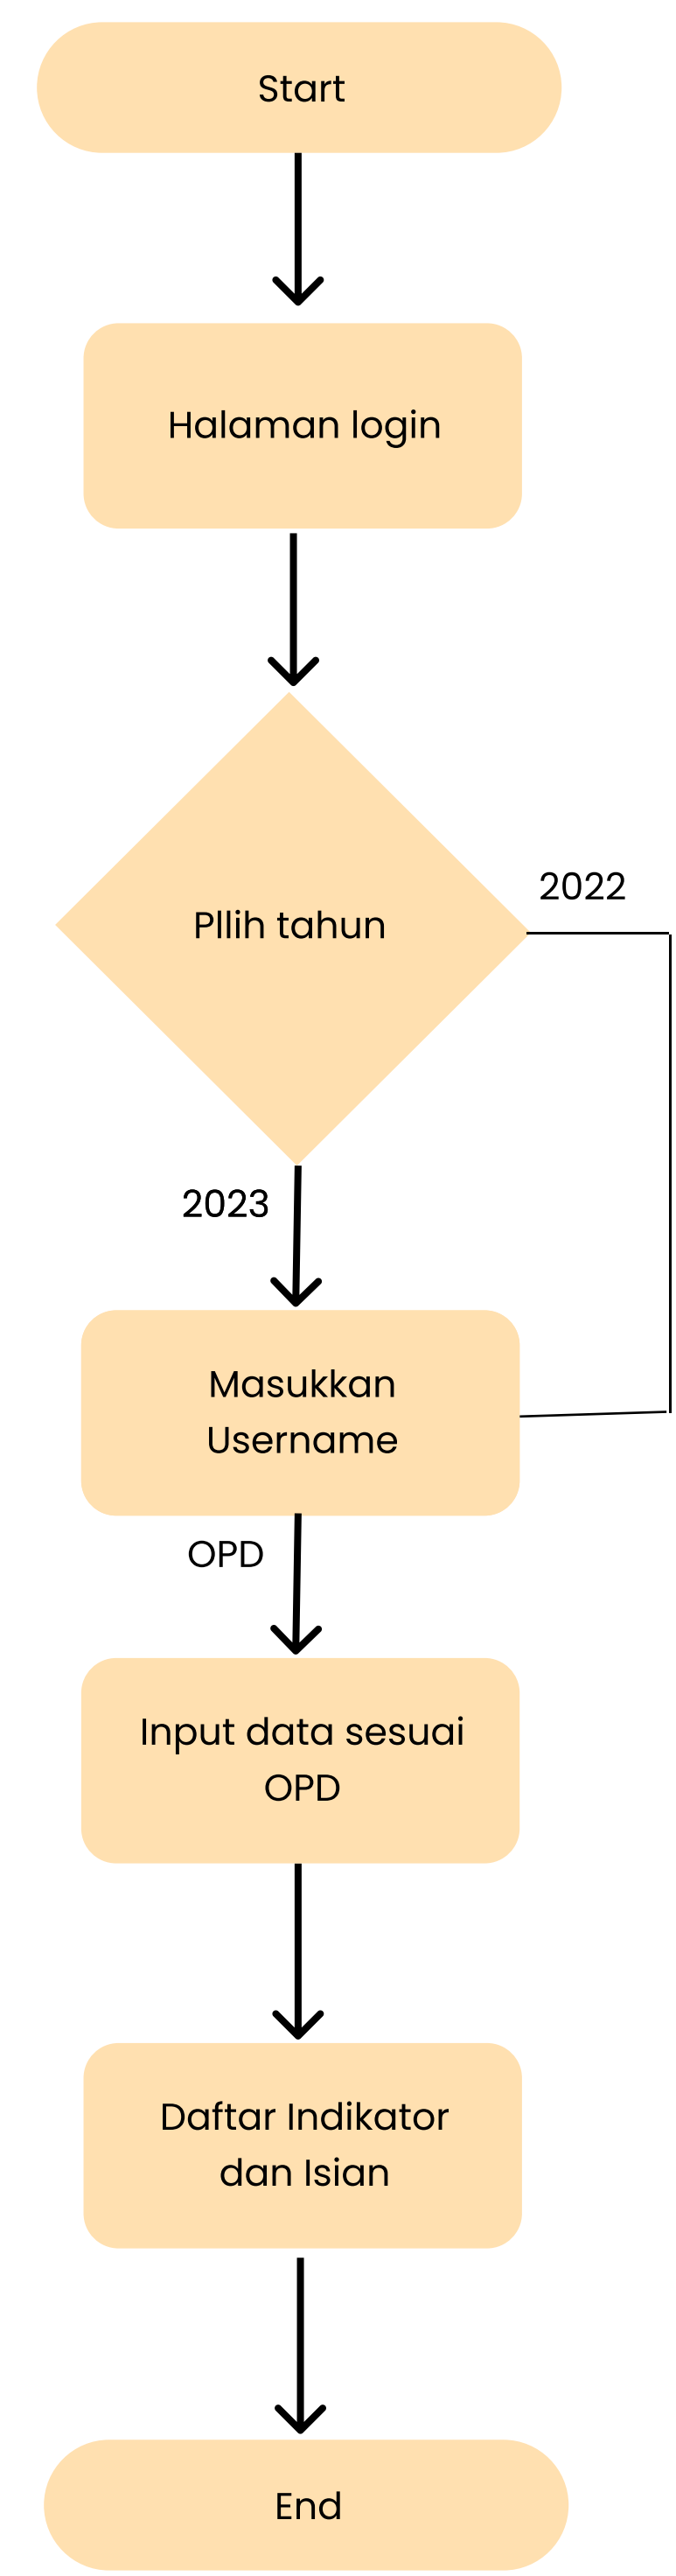 Start
Halaman login
2022
Pllih tahun
2023
Masukkan
Username
OPD
Input data sesuai
OPD
Daftar Indikator
dan Isian
End